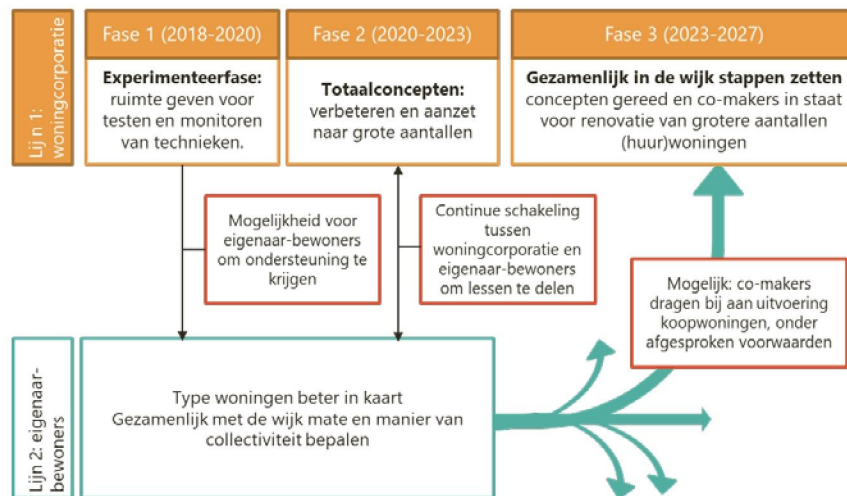 Fase 1 (2018-2020)
Fase 2 (2020-2023)
Fase 3 (2023-2027)
Lij n 1:
woningcorporatie
Experimenteerfase:
ruimte geven voor
testen en monitoren
van technieken.
Totaalconcepten:
verbeteren en aanzet
naar grote aantallen
Gezamenlijk in de wijk stappen zetten
concepten gereed en co-makers in staat
voor renovatie van grotere aantallen
(huur)woningen
Mogelijkheid voor
eigenaar-bewoners
om ondersteuning te
krijgen
Continue schakeling
tussen
woningcorporatie en
eigenaar-bewoners
om lessen te delen
Mogelijk: co-makers
dragen bij aan uitvoering
koopwoningen, onder
afgesproken voorwaarden
Lijn 2: eigenaar-
bewoners
Type woningen beter in kaart
Gezamenlijk met de wijk mate en manier van
collectiviteit bepalen